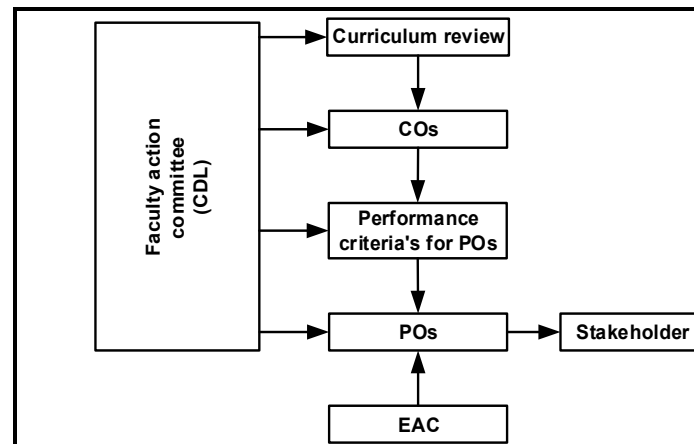 Faculty action
committee
(CDL)
Curriculum review
COs
Performance
criteria's for POs
POs
Stakeholder
EAC